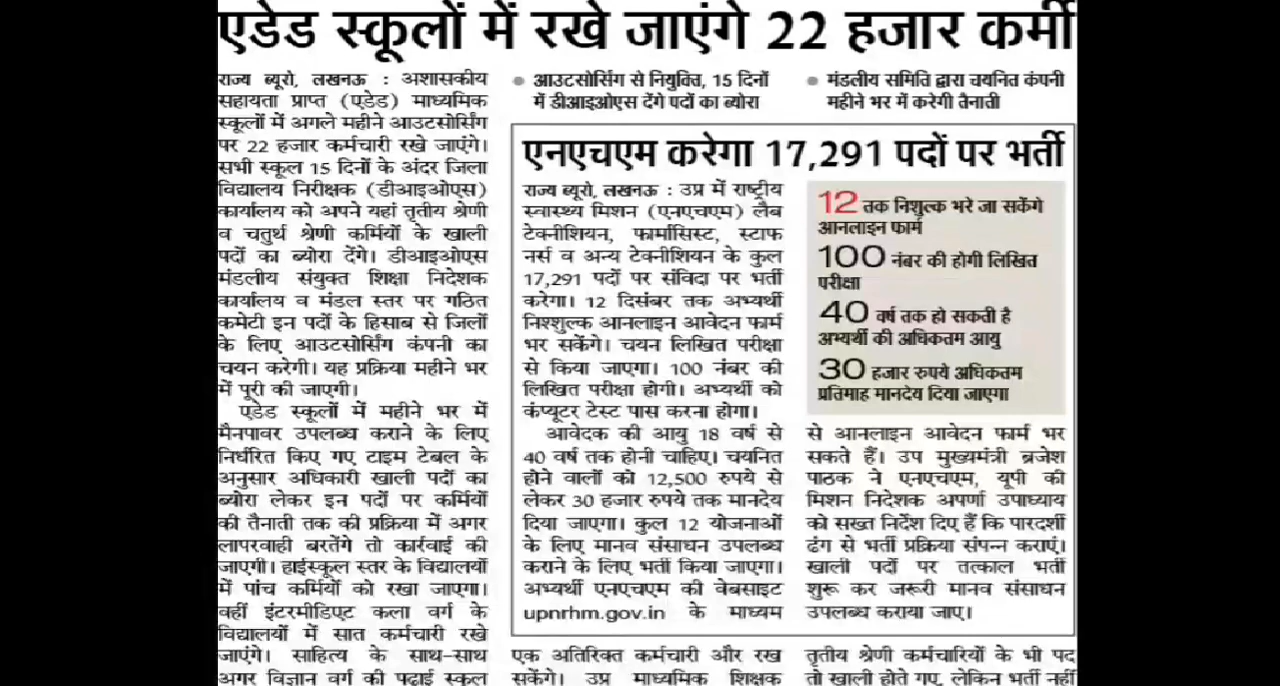 एडेड स्कूलों में रखे जाएंगे 22 हजार कर्मी
राज्य ब्यूरो, लखनऊ : अशासकीय
सहायता प्राप्त (एडेड) माध्यमिक
स्कूलों में अगले महीने आउटसोर्सिंग
पर 22 हजार कर्मचारी रखे जाएंगे।
सभी स्कूल 15 दिनों के अंदर जिला
विद्यालय निरीक्षक (डीआइओएस)
कार्यालय को अपने यहां तृतीय श्रेणी
व चतुर्थ श्रेणी कर्मियों के खाली
पदों का ब्योरा देंगे। डीआइओएस
मंडलीय संयुक्त शिक्षा निदेशक
कार्यालय व मंडल स्तर पर गठित
कमेटी इन पदों के हिसाब से जिलों
के लिए आउटसोर्सिंग कंपनी का
चयन करेगी। यह प्रक्रिया महीने भर
में पूरी की जाएगी।
एडेड स्कूलों में महीने भर में
मैनपावर उपलब्ध कराने के लिए
निर्धारित किए गए टाइम टेबल के
अनुसार अधिकारी खाली पदों का
ब्योरा लेकर इन पदों पर कर्मियों
की तैनाती तक की प्रक्रिया में अगर
लापरवाही बरतेंगे तो कार्रवाई की
जाएगी। हाईस्कूल स्तर के विद्यालयों
में पांच कर्मियों को रखा जाएगा।
वहीं इंटरमीडिएट कला वर्ग के
विद्यालयों में सात कर्मचारी रखे
जाएंगे। साहित्य के साथ-साथ
अगर विज्ञान वर्ग की पढ़ाई स्कूल
• आउटसोर्सिंग से नियुक्ति, 15 दिनों
में डीआइओएस देंगे पदों का ब्योरा
• मंडलीय समिति द्वारा चयनित कंपनी
महीने भर में करेगी तैनाती
एनएचएम करेगा 17,291 पदों पर भर्ती
राज्य ब्यूरो, लखनऊ : उप्र में राष्ट्रीय
स्वास्थ्य मिशन (एनएचएम) लैब
टेक्नीशियन, फार्मासिस्ट, स्टाफ
नर्स व अन्य टेक्नीशियन के कुल
17,291 पदों पर संविदा पर भर्ती
करेगा। 12 दिसंबर तक अभ्यर्थी
निश्शुल्क आनलाइन आवेदन फार्म
भर सकेंगे। चयन लिखित परीक्षा
से किया जाएगा। 100 नंबर की
लिखित परीक्षा होगी। अभ्यर्थी को
कंप्यूटर टेस्ट पास करना होगा।
आवेदक की आयु 18 वर्ष से
40 वर्ष तक होनी चाहिए। चयनित
होने वालों को 12,500 रुपये से
लेकर 30 हजार रुपये तक मानदेय
दिया जाएगा। कुल 12 योजनाओं
के लिए मानव संसाधन उपलब्ध
कराने के लिए भर्ती किया जाएगा।
अभ्यर्थी एनएचएम की वेबसाइट
upnrhm.gov.in के माध्यम
12 तक निशुल्क भरे जा सकेंगे
आनलाइन फार्म
100 नंबर की होगी लिखित
परीक्षा
40 वर्ष तक हो सकती है
अभ्यर्थी की अधिकतम आयु
30 हजार रुपये अधिकतम
प्रतिमाह मानदेय दिया जाएगा
से आनलाइन आवेदन फार्म भर
सकते हैं। उप मुख्यमंत्री ब्रजेश
पाठक ने एनएचएम, यूपी की
मिशन निदेशक अपर्णा उपाध्याय
को सख्त निर्देश दिए हैं कि पारदर्शी
ढंग से भर्ती प्रक्रिया संपन्न कराएं।
खाली पदों पर तत्काल भर्ती
शुरू कर जरूरी मानव संसाधन
उपलब्ध कराया जाए।
एक अतिरिक्त कर्मचारी और रख
सकेंगे। उप्र माध्यमिक शिक्षक
तृतीय श्रेणी कर्मचारियों के भी पद
तो खाली होते गए, लेकिन भर्ती नहीं